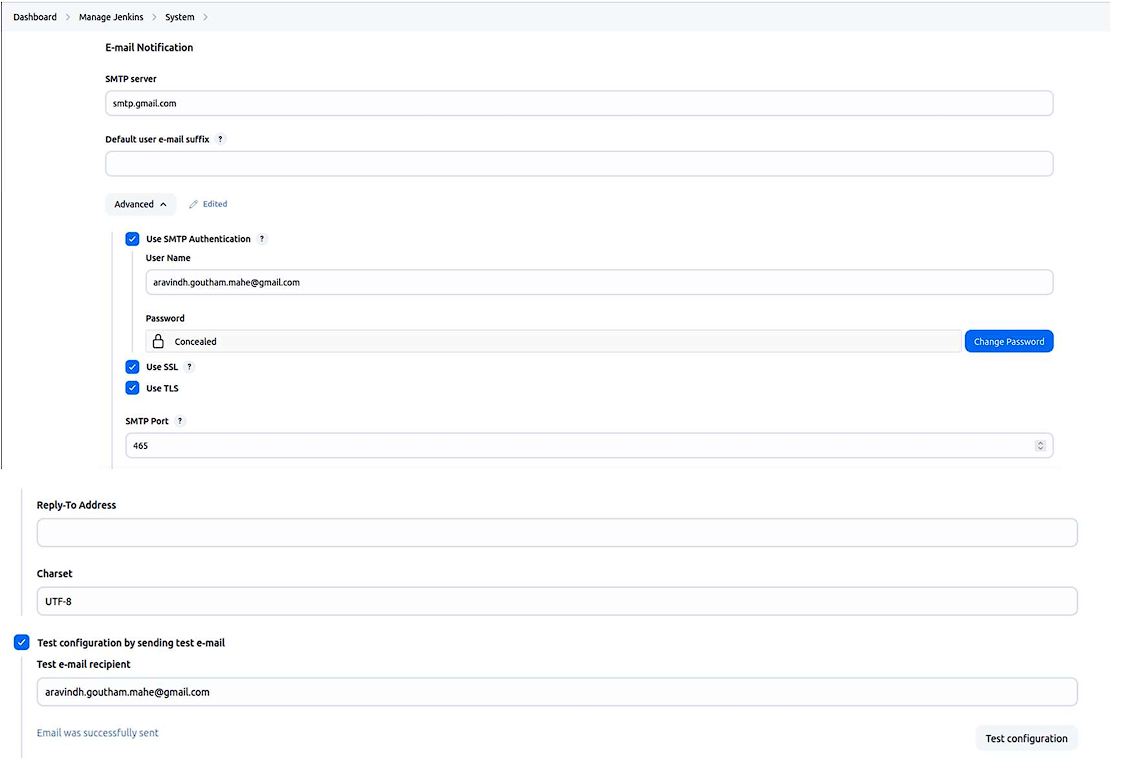 Dashboard > Manage Jenkins > System >
E-mail Notification
SMTP server
smtp.gmail.com
Default user e-mail suffix ?
Advanced Edited
Use SMTP Authentication ?
User Name
aravindh.goutham.mahe@gmail.com
Password
Concealed Change Password
Use SSL ?
Use TLS
SMTP Port ?
465
Reply-To Address
Charset
UTF-8
Test configuration by sending test e-mail
Test e-mail recipient
aravindh.goutham.mahe@gmail.com
Email was successfully sent
Test configuration